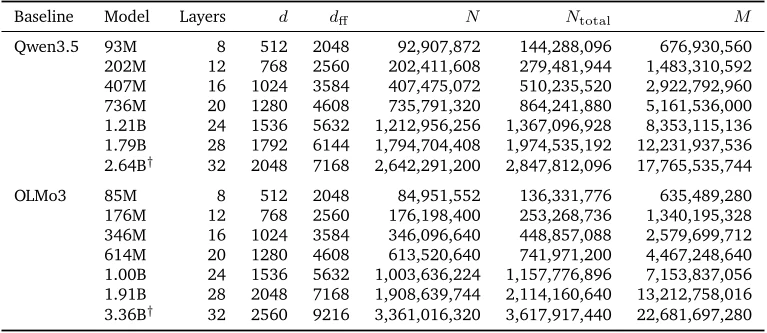 Baseline Model Layers d d_ff N N_total M
Qwen3.5 93M 8 512 2048 92,907,872 144,288,096 676,930,560
202M 12 768 2560 202,411,608 279,481,944 1,483,310,592
407M 16 1024 3584 407,475,072 510,235,520 2,922,792,960
736M 20 1280 4608 735,791,320 864,241,880 5,161,536,000
1.21B 24 1536 5632 1,212,956,256 1,367,096,928 8,353,115,136
1.79B 28 1792 6144 1,794,704,408 1,974,535,192 12,231,937,536
2.64B† 32 2048 7168 2,642,291,200 2,847,812,096 17,765,535,744
OLMo3 85M 8 512 2048 84,951,552 136,331,776 635,489,280
176M 12 768 2560 176,198,400 253,268,736 1,340,195,328
346M 16 1024 3584 346,096,640 448,857,088 2,579,699,712
614M 20 1280 4608 613,520,640 741,971,200 4,467,248,640
1.00B 24 1536 5632 1,003,636,224 1,157,776,896 7,153,837,056
1.91B 28 2048 7168 1,908,639,744 2,114,160,640 13,212,758,016
3.36B† 32 2560 9216 3,361,016,320 3,617,917,440 22,681,697,280